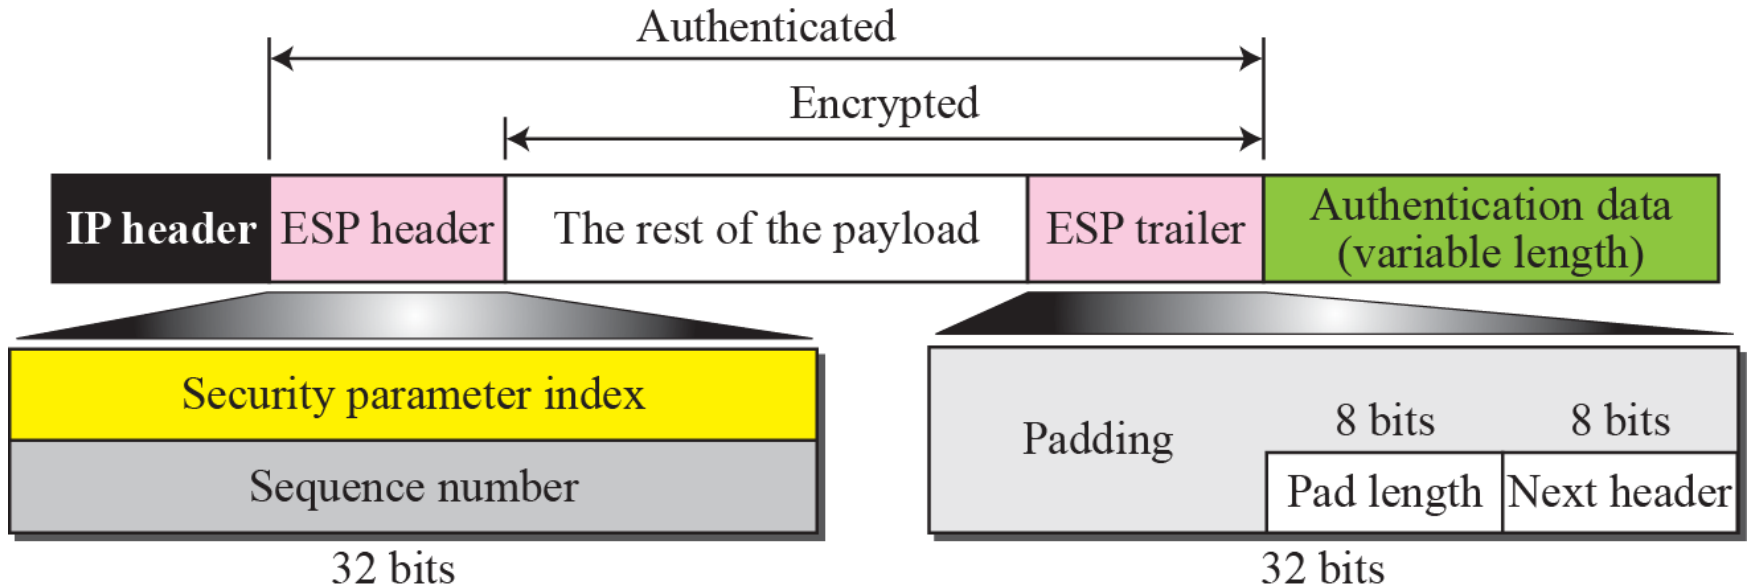 Authenticated
Encrypted
IP header
ESP header
The rest of the payload
ESP trailer
Authentication data
(variable length)
Security parameter index
Sequence number
32 bits
Padding
8 bits
8 bits
Pad length
Next header
32 bits